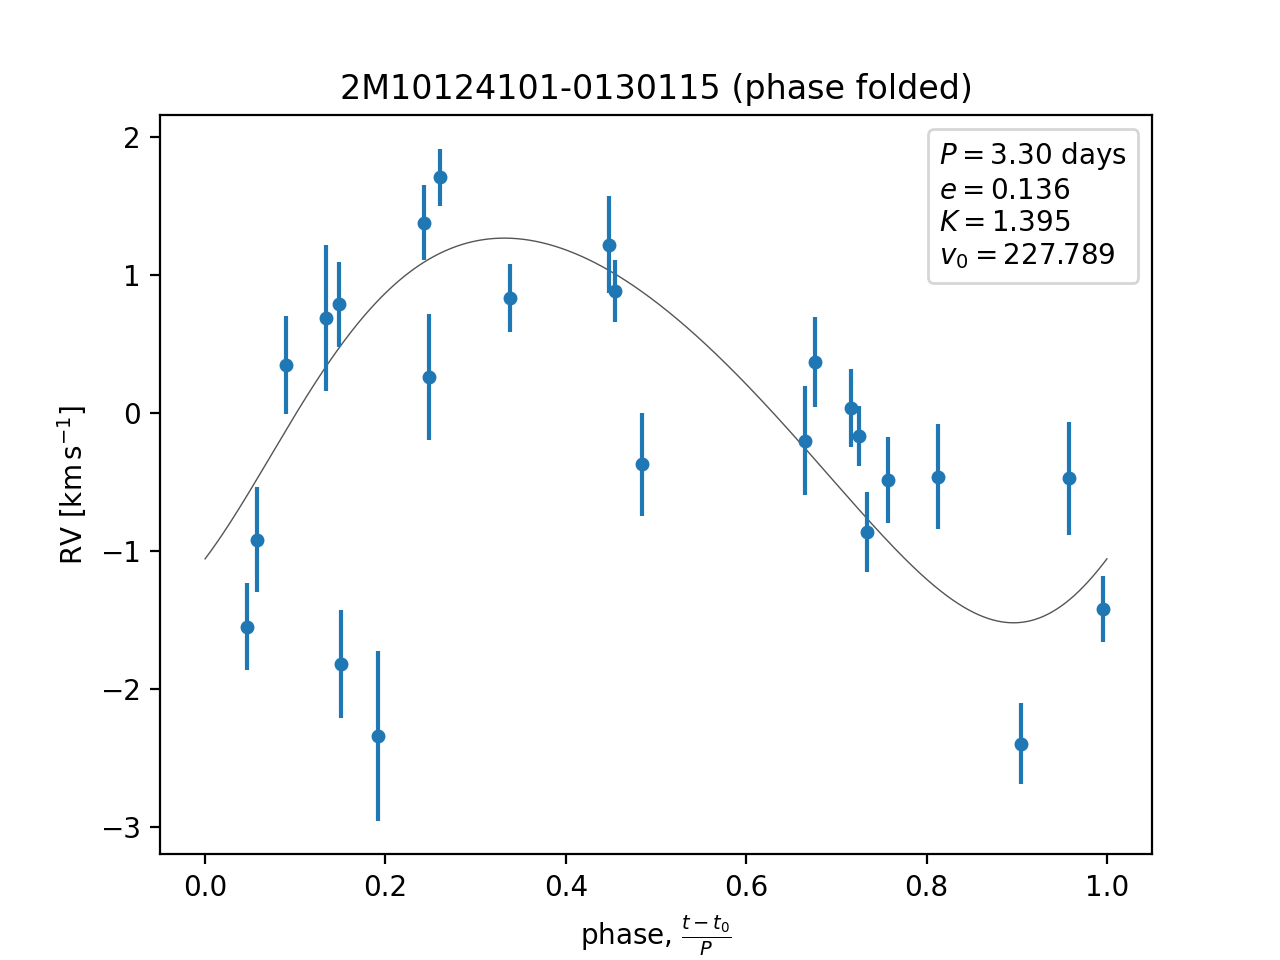 2M10124101-0130115 (phase folded)
P = 3.30 days
e = 0.136
K = 1.395
v₀ = 227.789
RV [km s⁻¹]
2
1
0
−1
−2
−3
0.0 0.2 0.4 0.6 0.8 1.0
phase, (t − t₀)/P